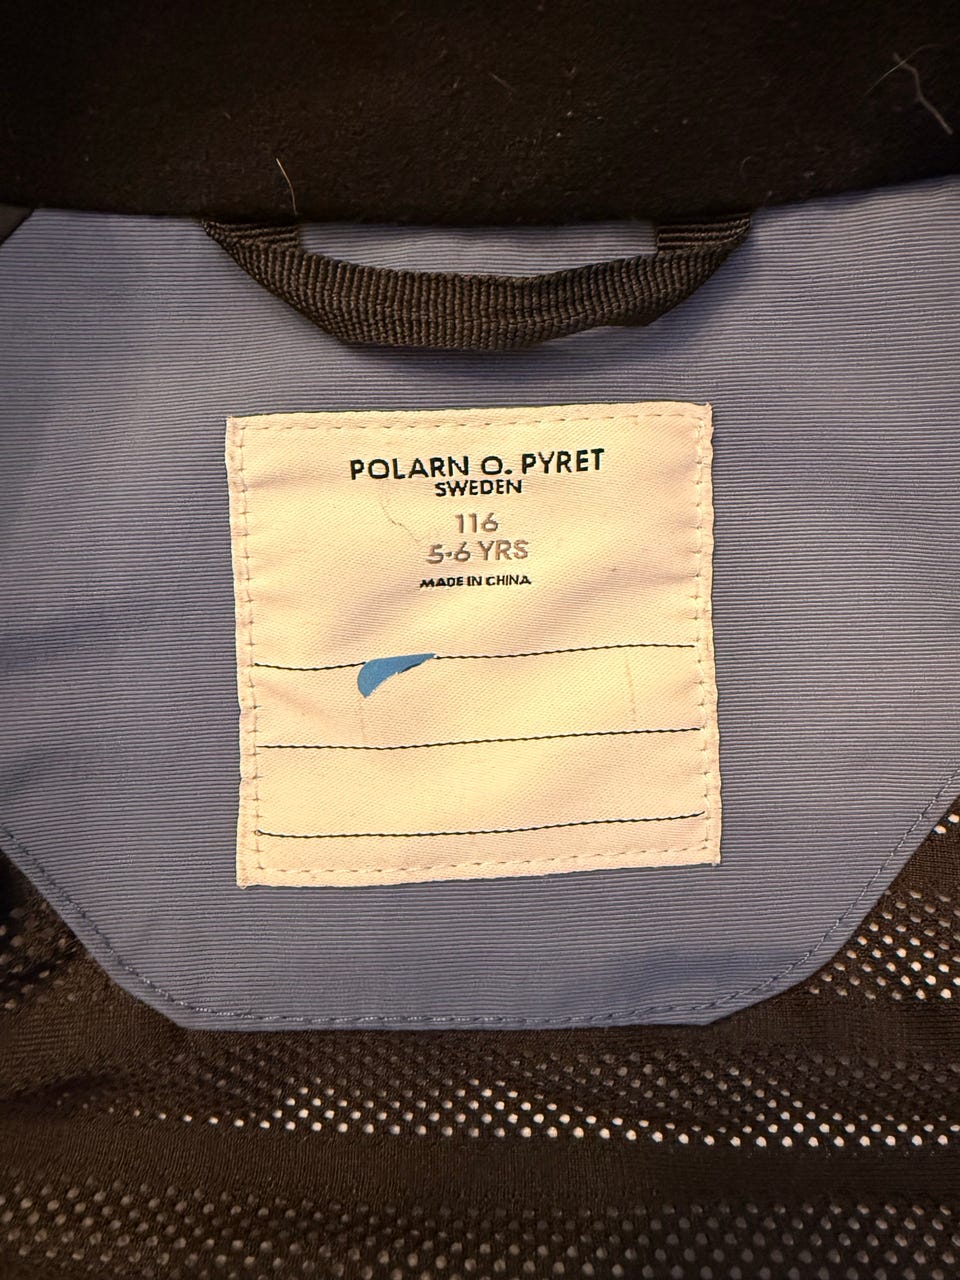 POLARN O. PYRET
SWEDEN
116
5-6 YRS
MADE IN CHINA